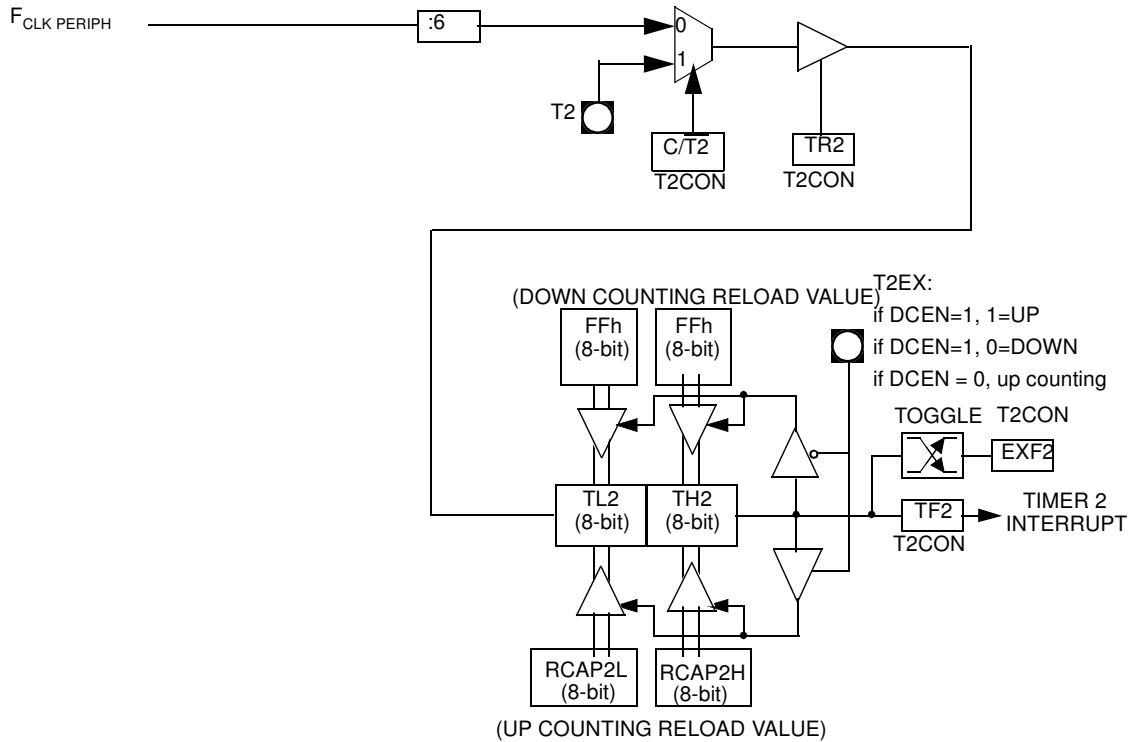 FCLK PERIPH
:6
0
1
T2
C/T2
T2CON
TR2
T2CON
T2EX:
(DOWN COUNTING RELOAD VALUE)
if DCEN=1, 1=UP
if DCEN=1, 0=DOWN
if DCEN = 0, up counting
FFh
(8-bit)
FFh
(8-bit)
TOGGLE T2CON
EXF2
TL2
(8-bit)
TH2
(8-bit)
TF2
T2CON
TIMER 2
INTERRUPT
RCAP2L
(8-bit)
RCAP2H
(8-bit)
(UP COUNTING RELOAD VALUE)